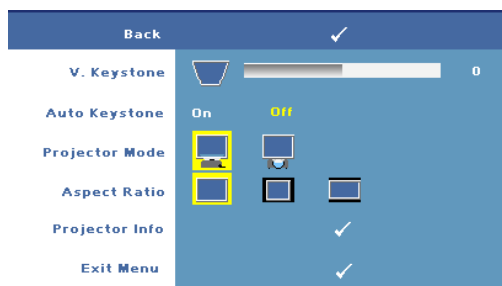 Back
V. Keystone 0
Auto Keystone On Off
Projector Mode
Aspect Ratio
Projector Info
Exit Menu